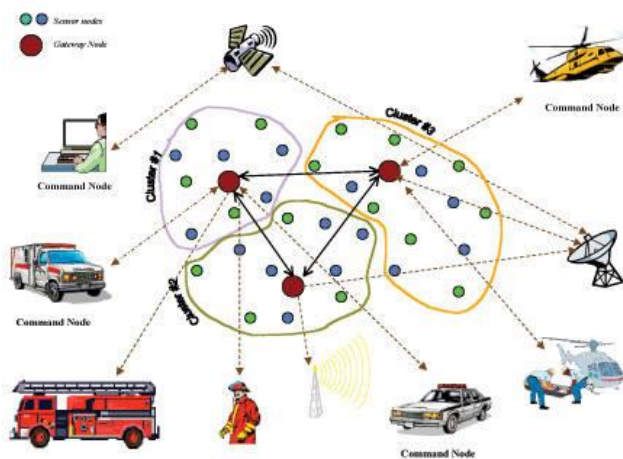 Sensor nodes
Gateway Node
Command Node
Cluster #3
Cluster #1
Command Node
Cluster #2
Command Node
Command Node